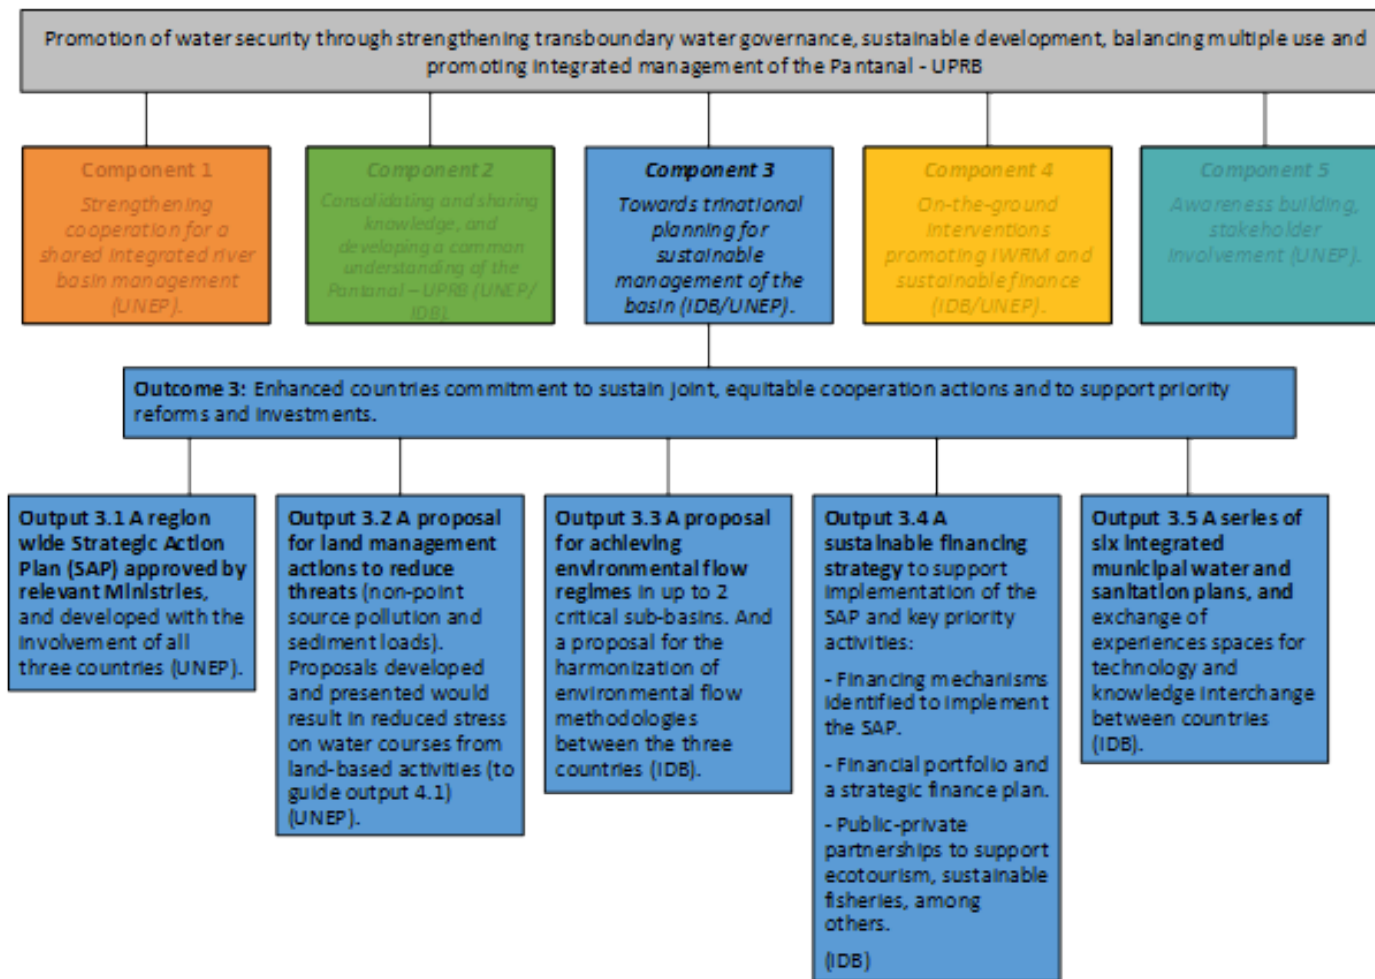 Promotion of water security through strengthening transboundary water governance, sustainable development, balancing multiple use and
promoting integrated management of the Pantanal - UPRB
Component 1
Strengthening
cooperation for a
shared integrated river
basin management
(UNEP).
Component 2
Consolidating and sharing
knowledge, and
developing a common
understanding of the
Pantanal – UPRB (UNEP/
IDB).
Component 3
Towards trinational
planning for
sustainable
management of the
basin (IDB/UNEP).
Component 4
On-the-ground
interventions
promoting IWRM and
sustainable finance
(IDB/UNEP).
Component 5
Awareness building,
stakeholder
involvement (UNEP).
Outcome 3: Enhanced countries commitment to sustain joint, equitable cooperation actions and to support priority
reforms and investments.
Output 3.1 A region
wide Strategic Action
Plan (SAP) approved by
relevant Ministries,
and developed with the
involvement of all
three countries (UNEP).
Output 3.2 A proposal
for land management
actions to reduce
threats (non-point
source pollution and
sediment loads).
Proposals developed
and presented would
result in reduced stress
on water courses from
land-based activities (to
guide output 4.1)
(UNEP).
Output 3.3 A proposal
for achieving
environmental flow
regimes in up to 2
critical sub-basins. And
a proposal for the
harmonization of
environmental flow
methodologies
between the three
countries (IDB).
Output 3.4 A
sustainable financing
strategy to support
implementation of the
SAP and key priority
activities:
- Financing mechanisms
identified to implement
the SAP.
- Financial portfolio and
a strategic finance plan.
- Public-private
partnerships to support
ecotourism, sustainable
fisheries, among
others.
(IDB)
Output 3.5 A series of
six integrated
municipal water and
sanitation plans, and
exchange of
experiences spaces for
technology and
knowledge interchange
between countries
(IDB).